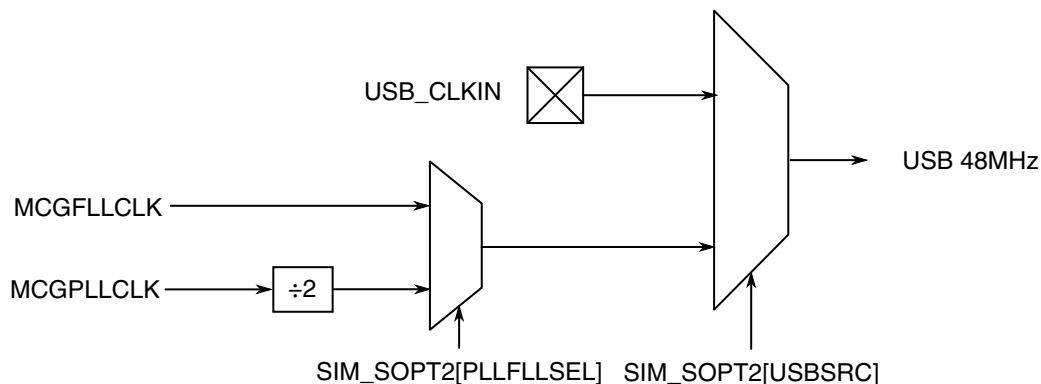 USB_CLKIN
USB 48MHz
MCGFLLCLK
MCGPLLCLK
÷2
SIM_SOPT2[PLLFLLSEL]
SIM_SOPT2[USBSRC]